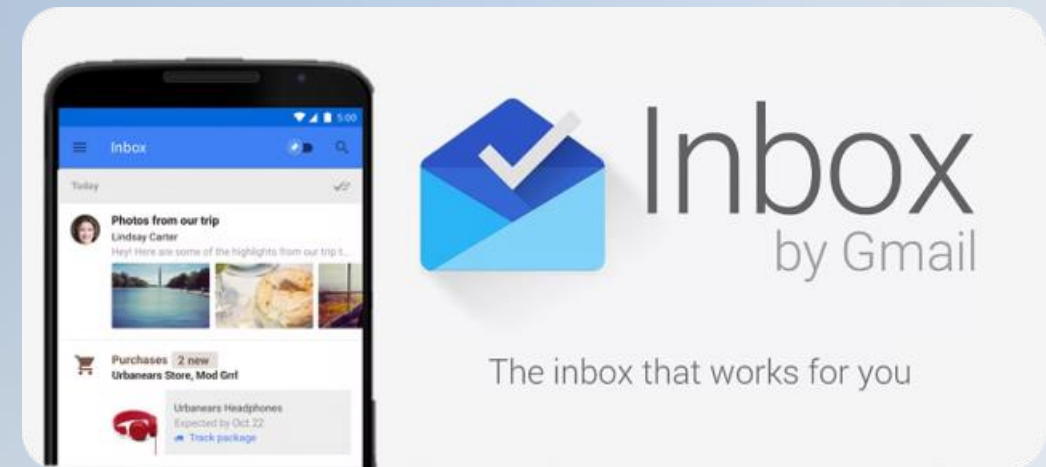 5:00
Inbox
Today
Photos from our trip
Lindsay Carter
Hey! Here are some of the highlights from our trip t...
Purchases 2 new
Urbanears Store, Mod Grrl
Urbanears Headphones
Expected by Oct 22
Track package
Inbox
by Gmail
The inbox that works for you